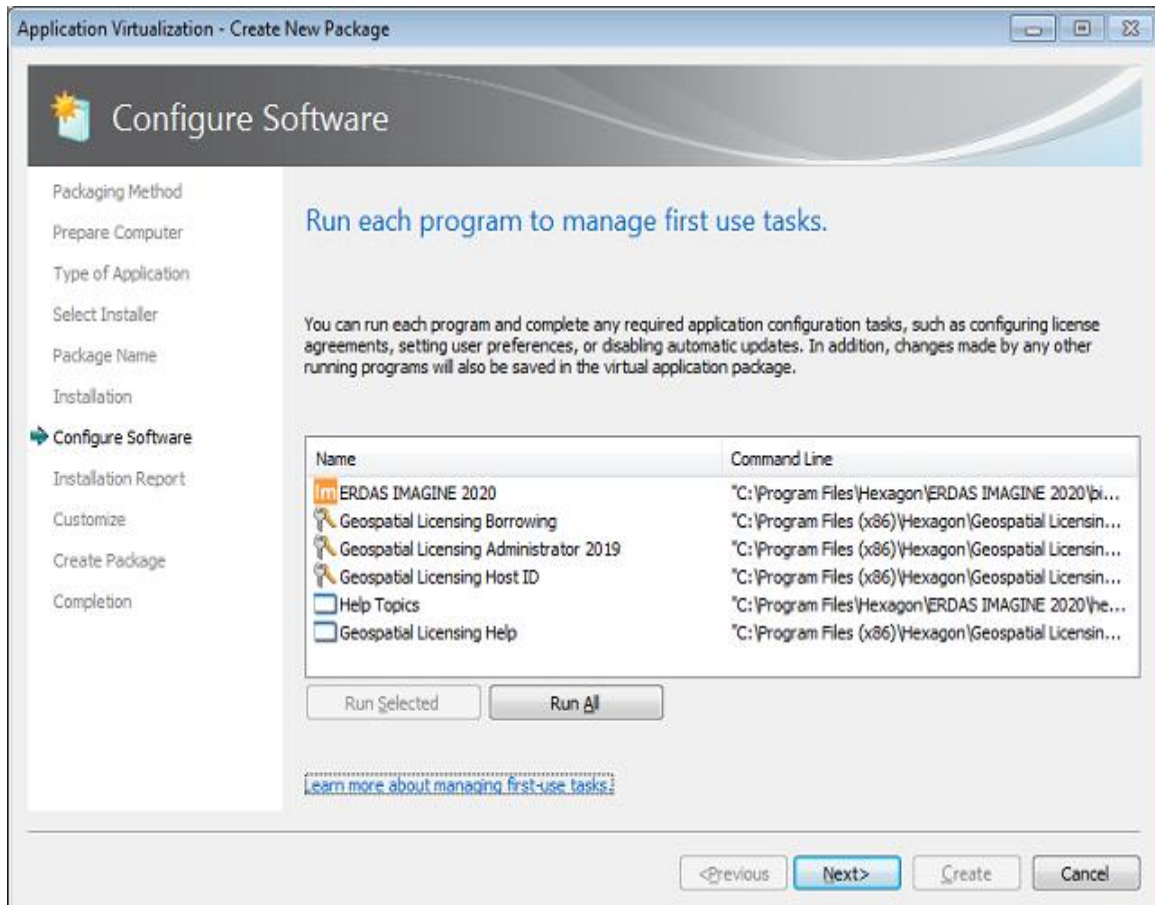 Application Virtualization - Create New Package
Configure Software
Packaging Method
Prepare Computer
Type of Application
Select Installer
Package Name
Installation
Configure Software
Installation Report
Customize
Create Package
Completion
Run each program to manage first use tasks.
You can run each program and complete any required application configuration tasks, such as configuring license
agreements, setting user preferences, or disabling automatic updates. In addition, changes made by any other
running programs will also be saved in the virtual application package.
Name Command Line
Im ERDAS IMAGINE 2020 "C:\Program Files\Hexagon\ERDAS IMAGINE 2020\bi...
Geospatial Licensing Borrowing "C:\Program Files (x86)\Hexagon\Geospatial Licensin...
Geospatial Licensing Administrator 2019 "C:\Program Files (x86)\Hexagon\Geospatial Licensin...
Geospatial Licensing Host ID "C:\Program Files (x86)\Hexagon\Geospatial Licensin...
Help Topics "C:\Program Files\Hexagon\ERDAS IMAGINE 2020\he...
Geospatial Licensing Help "C:\Program Files (x86)\Hexagon\Geospatial Licensin...
Run Selected Run All
Learn more about managing first-use tasks.
<Previous Next> Create Cancel